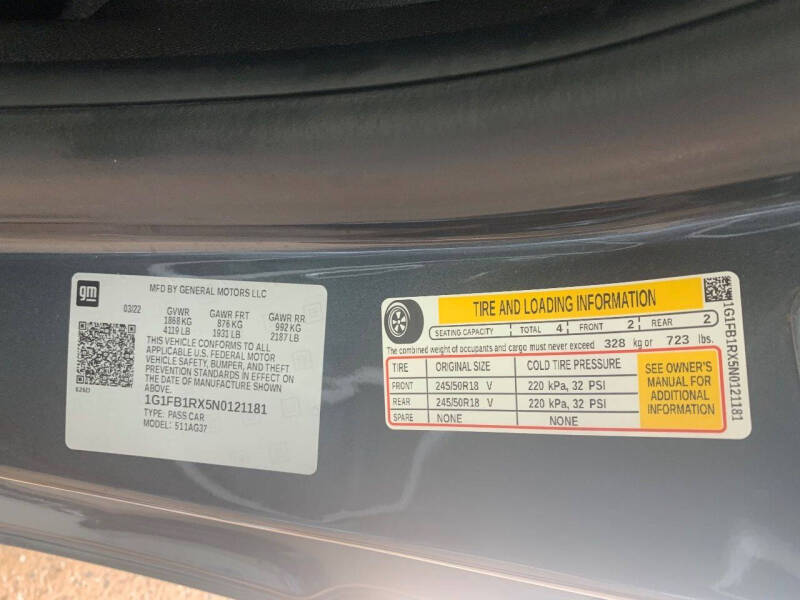 gm
MFD BY GENERAL MOTORS LLC
03/22 GVWR GAWR FRT GAWR RR
1868 KG 876 KG 992 KG
4119 LB 1931 LB 2187 LB
THIS VEHICLE CONFORMS TO ALL
APPLICABLE U.S. FEDERAL MOTOR
VEHICLE SAFETY, BUMPER, AND THEFT
PREVENTION STANDARDS IN EFFECT ON
THE DATE OF MANUFACTURE SHOWN
ABOVE.
1G1FB1RX5N0121181
TYPE: PASS CAR
MODEL: 511AG37
TIRE AND LOADING INFORMATION
SEATING CAPACITY TOTAL 4 FRONT 2 REAR 2
The combined weight of occupants and cargo must never exceed 328 kg or 723 lbs.
TIRE ORIGINAL SIZE COLD TIRE PRESSURE
FRONT 245/50R18 V 220 kPa, 32 PSI
REAR 245/50R18 V 220 kPa, 32 PSI
SPARE NONE NONE
SEE OWNER'S
MANUAL FOR
ADDITIONAL
INFORMATION
1G1FB1RX5N0121181